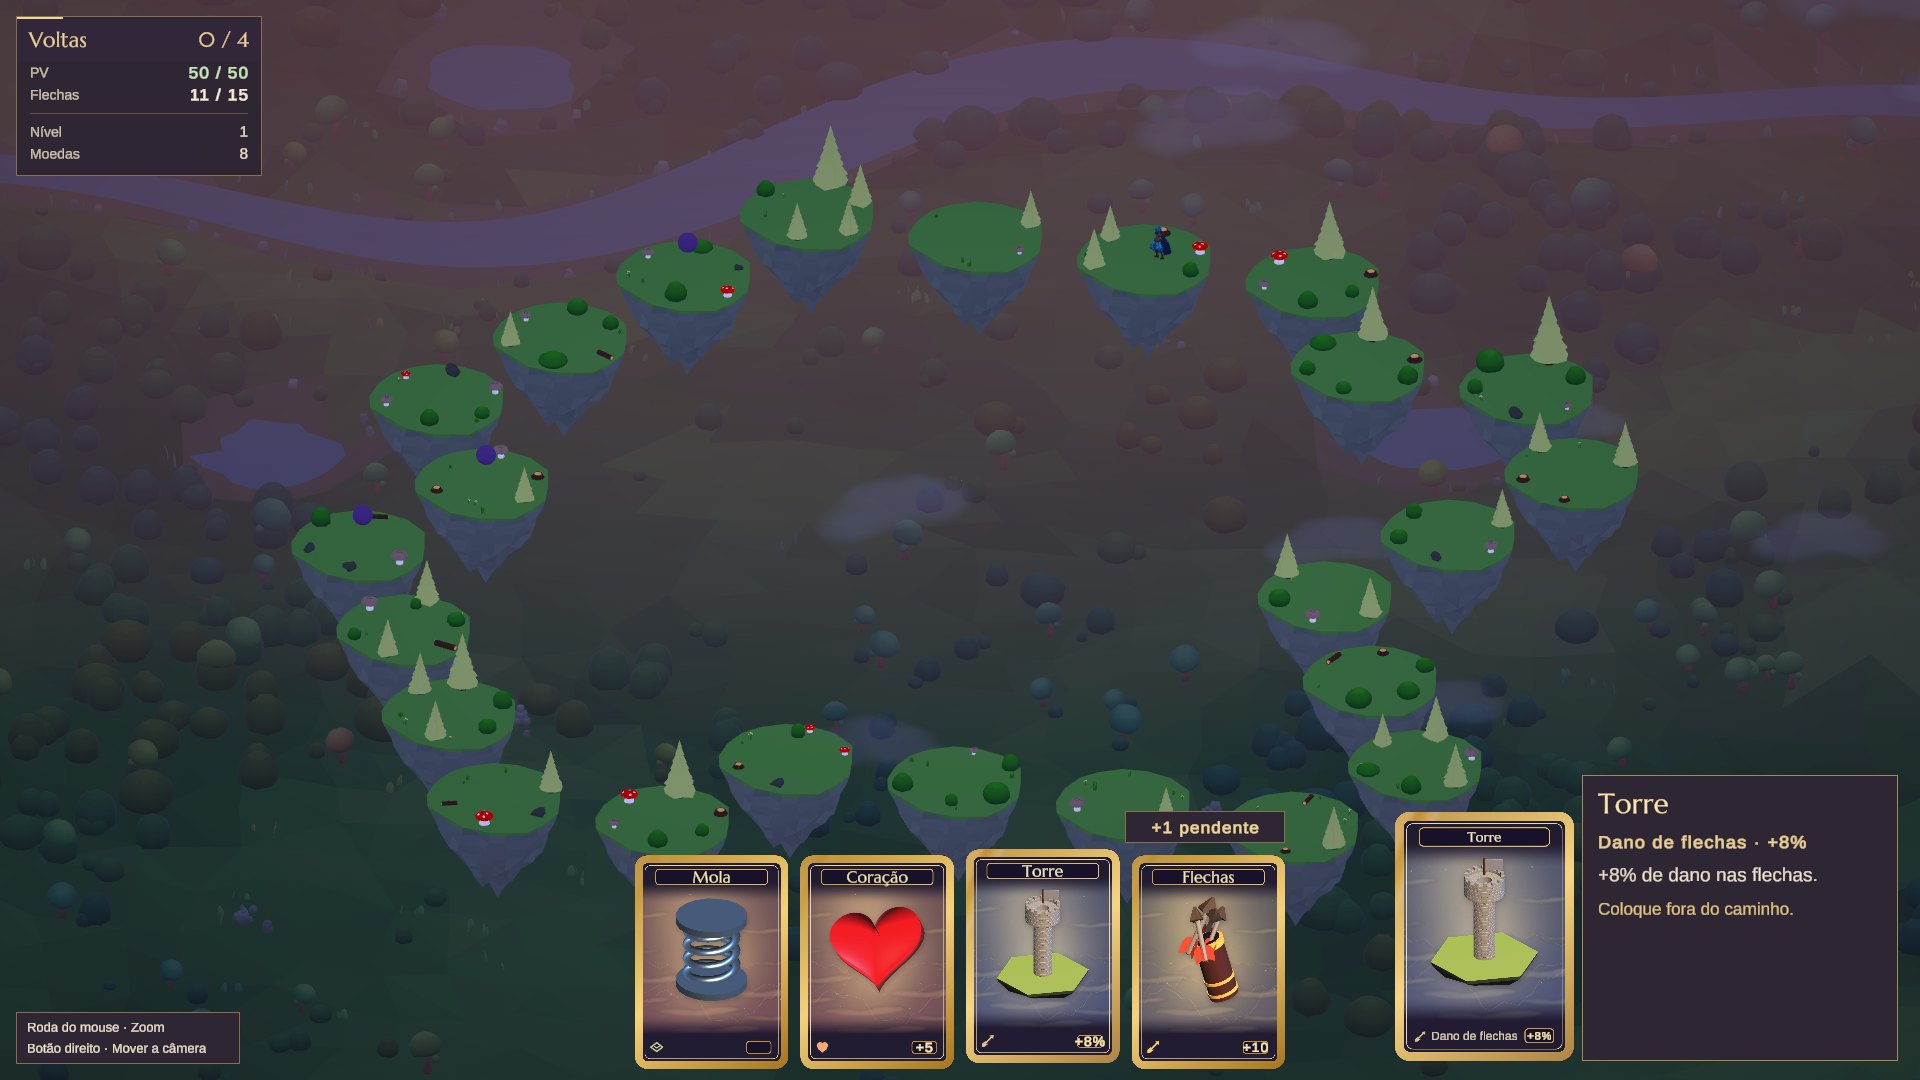 Voltas 0 / 4
PV 50 / 50
Flechas 11 / 15
Nível 1
Moedas 8
+1 pendente
Mola
Coração
+5
Torre
+8%
Flechas
+10
Torre
Dano de flechas +8%
Torre
Dano de flechas · +8%
+8% de dano nas flechas.
Coloque fora do caminho.
Roda do mouse · Zoom
Botão direito · Mover a câmera